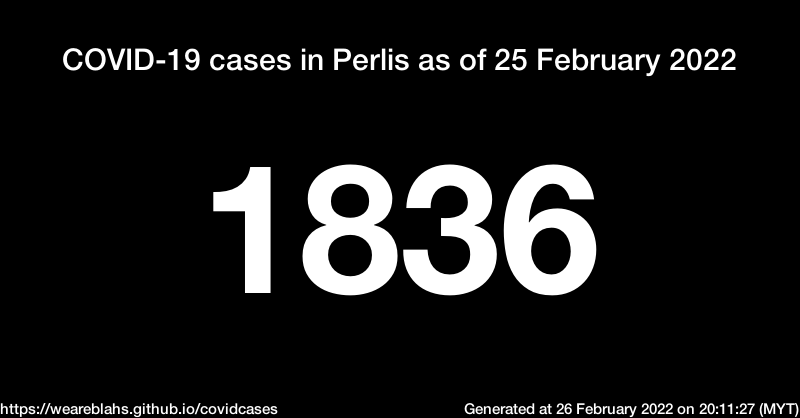 COVID-19 cases in Perlis as of 25 February 2022
1836
https://weareblahs.github.io/covidcases
Generated at 26 February 2022 on 20:11:27 (MYT)